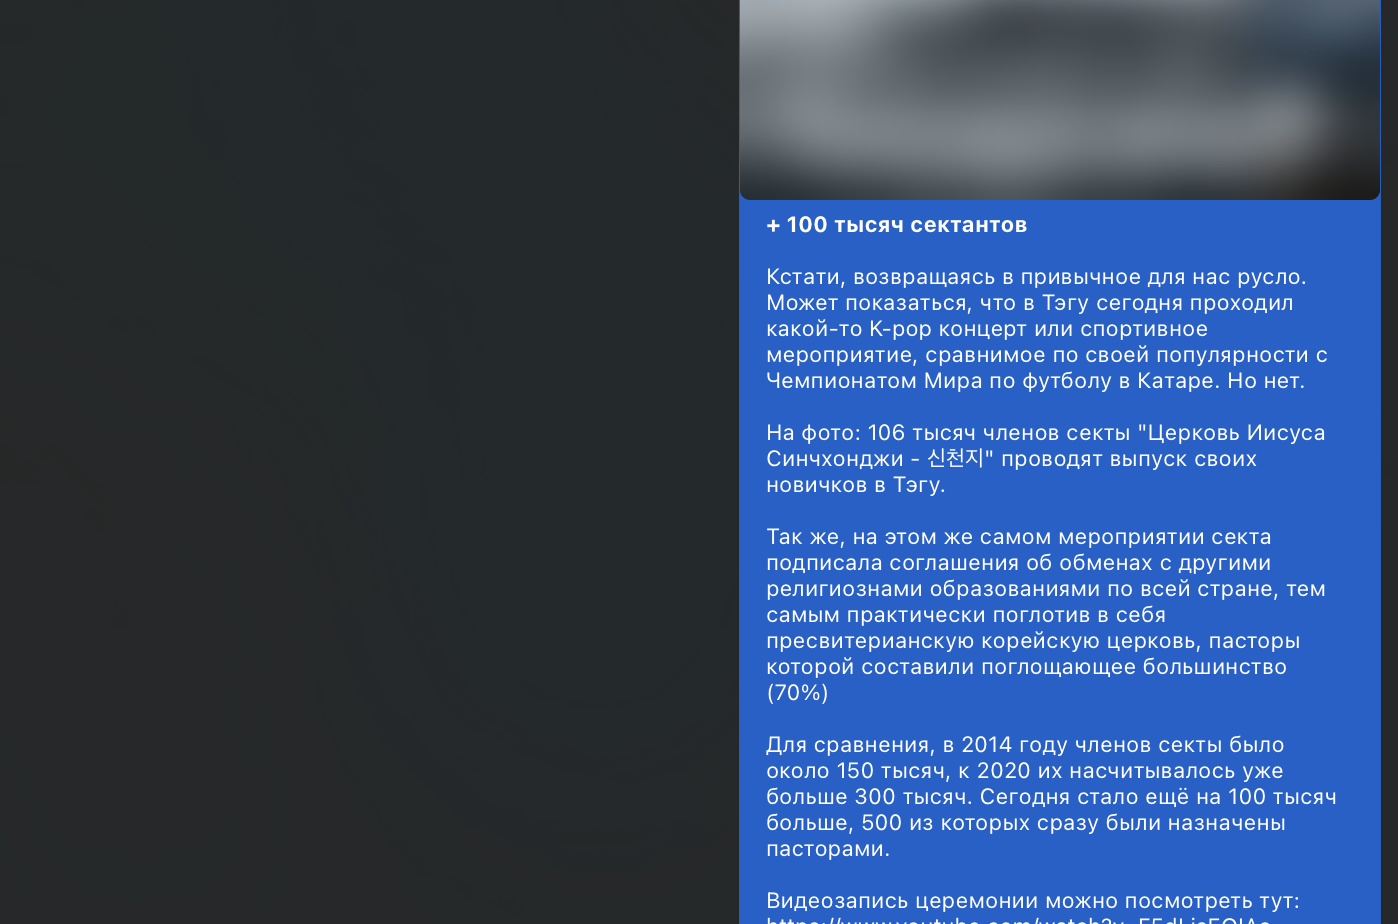 + 100 тысяч сектантов
Кстати, возвращаясь в привычное для нас русло.
Может показаться, что в Тэгу сегодня проходил
какой-то K-pop концерт или спортивное
мероприятие, сравнимое по своей популярности с
Чемпионатом Мира по футболу в Катаре. Но нет.
На фото: 106 тысяч членов секты "Церковь Иисуса
Синчхонджи - 신천지" проводят выпуск своих
новичков в Тэгу.
Так же, на этом же самом мероприятии секта
подписала соглашения об обменах с другими
религиознами образованиями по всей стране, тем
самым практически поглотив в себя
пресвитерианскую корейскую церковь, пасторы
которой составили поглощающее большинство
(70%)
Для сравнения, в 2014 году членов секты было
около 150 тысяч, к 2020 их насчитывалось уже
больше 300 тысяч. Сегодня стало ещё на 100 тысяч
больше, 500 из которых сразу были назначены
пасторами.
Видеозапись церемонии можно посмотреть тут: